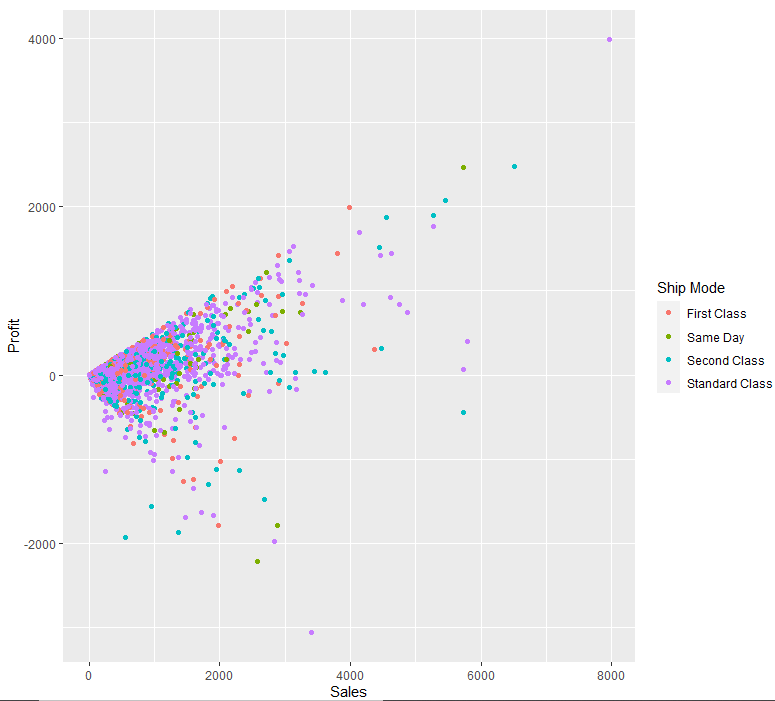 4000
2000
0
-2000
Profit
0
2000
4000
6000
8000
Sales
Ship Mode
First Class
Same Day
Second Class
Standard Class